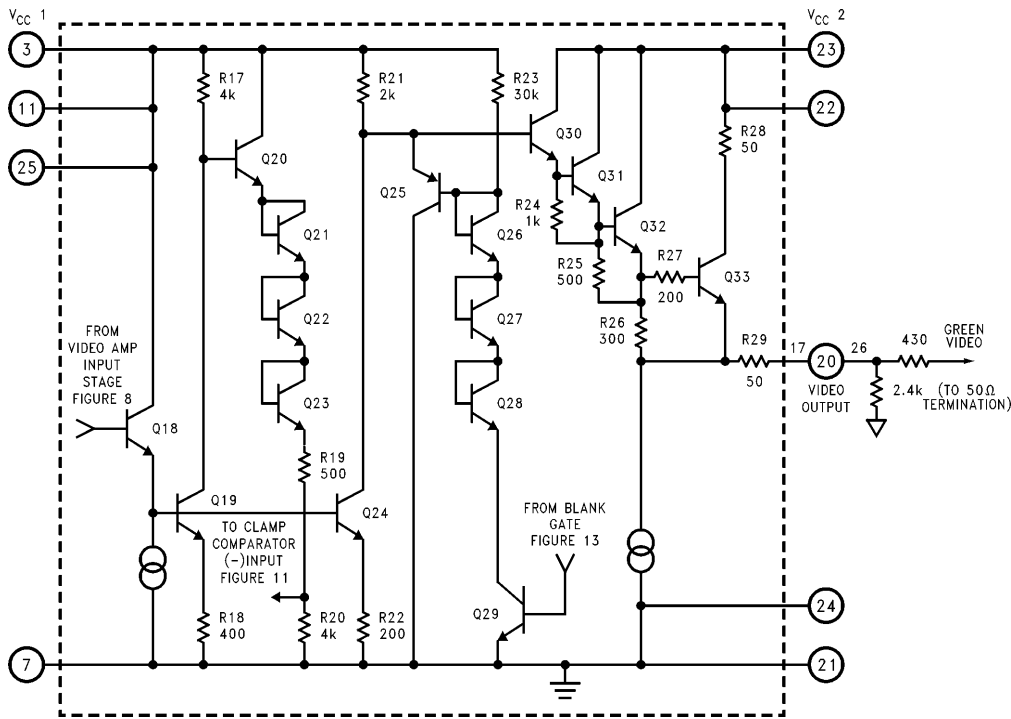 VCC 1
VCC 2
3
23
R17
4k
R21
2k
R23
30k
11
22
Q30
R28
50
Q20
25
Q31
Q25
R24
1k
Q32
Q21
Q26
R27
200
Q33
R25
500
Q22
Q27
R26
300
FROM
VIDEO AMP
INPUT
STAGE
FIGURE 8
R29
50
17
20
26
VIDEO
OUTPUT
430
GREEN
VIDEO
2.4k
(TO 50Ω
TERMINATION)
Q23
Q28
Q18
R19
500
Q19
Q24
TO CLAMP
COMPARATOR
(-)INPUT
FIGURE 11
FROM BLANK
GATE
FIGURE 13
R18
400
R20
4k
R22
200
Q29
24
7
21